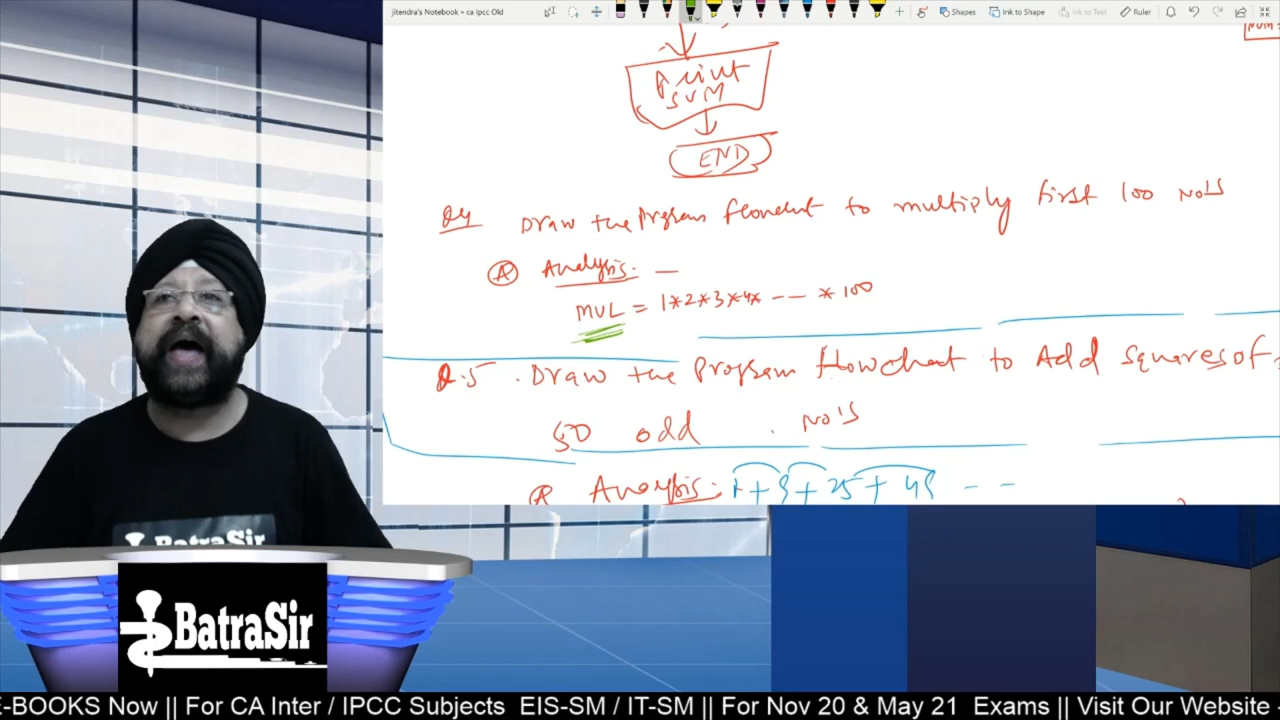 jitendra's Notebook » ca Ipcc Old
Shapes
Ink to Shape
Ink to Text
Ruler
print
SUM
END
Q4 Draw the Program flowchart to multiply first 100 No's
A Analysis. —
MUL = 1*2*3*4* -- — * 100
Q.5 . Draw the Program flowchart to Add squares of
50 odd . No's
A Analysis: 1+9+25+49 - -
BatraSir
BatraSir
E-BOOKS Now || For CA Inter / IPCC Subjects EIS-SM / IT-SM || For Nov 20 & May 21 Exams || Visit Our Website